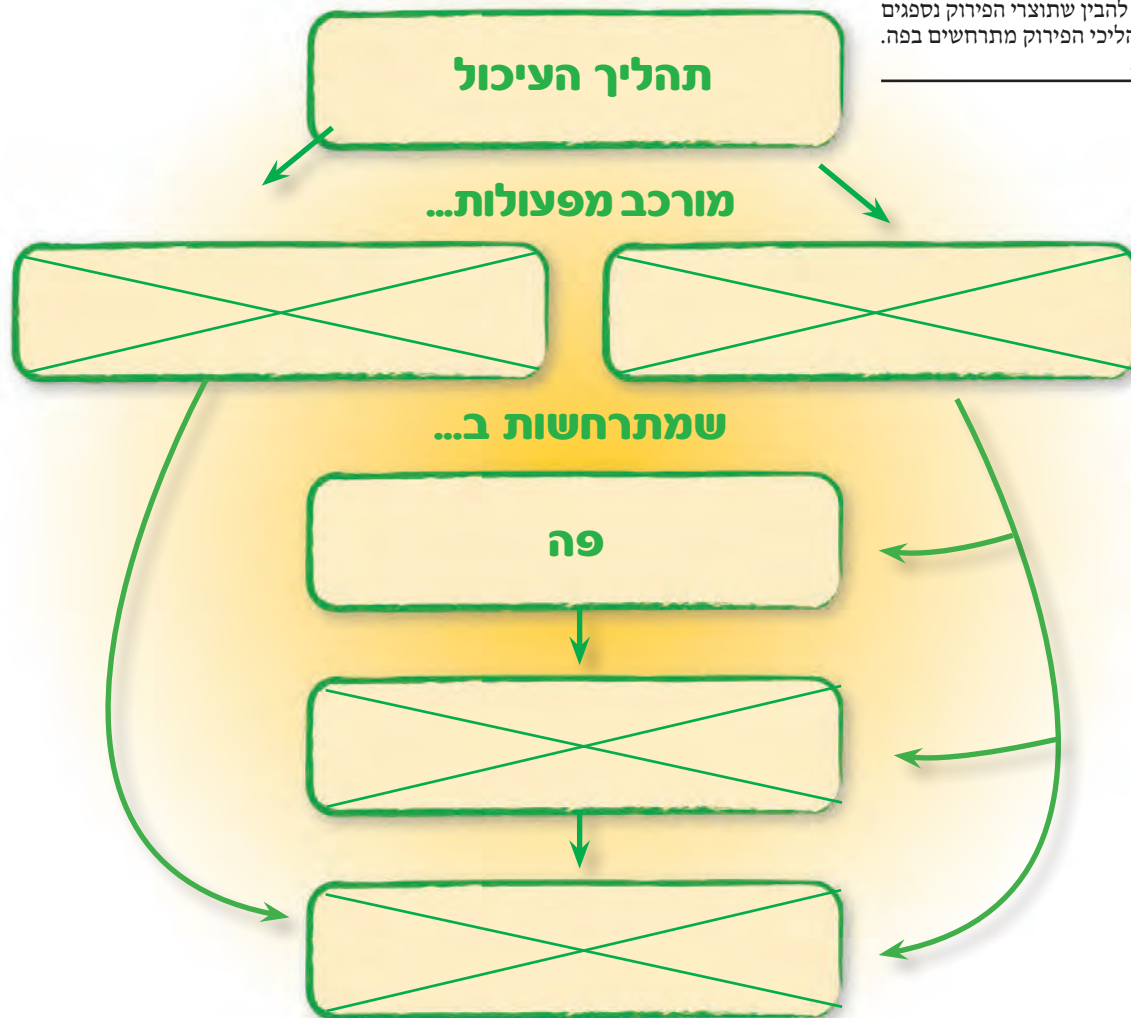 להבין שתוצרי הפירוק נספגים
הליכי הפירוק מתרחשים בפה.
תהליך העיכול
מורכב מפעולות...
שמתרחשות ב...
פה